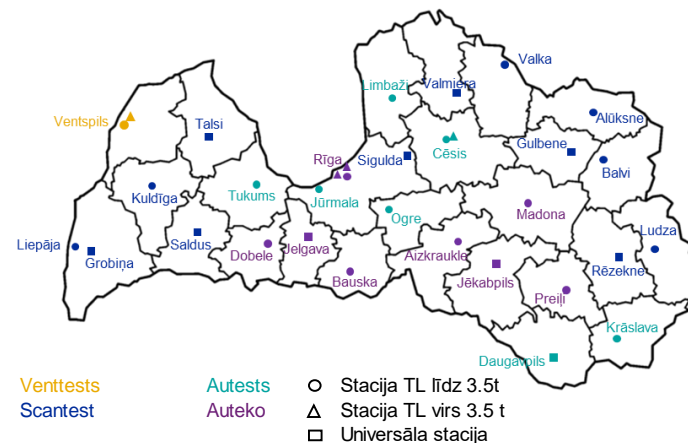 Valka
Limbaži
Valmiera
Ventspils
Talsi
Alūksne
Rīga
Sigulda
Cēsis
Gulbene
Balvi
Kuldīga
Tukums
Jūrmala
Ogre
Madona
Liepāja
Grobiņa
Saldus
Dobele
Jelgava
Aizkraukle
Ludza
Rēzekne
Bauska
Jēkabpils
Preiļi
Krāslava
Daugavpils
Venttests
Autests
Stacija TL līdz 3.5t
Scantest
Auteko
Stacija TL virs 3.5 t
Universāla stacija